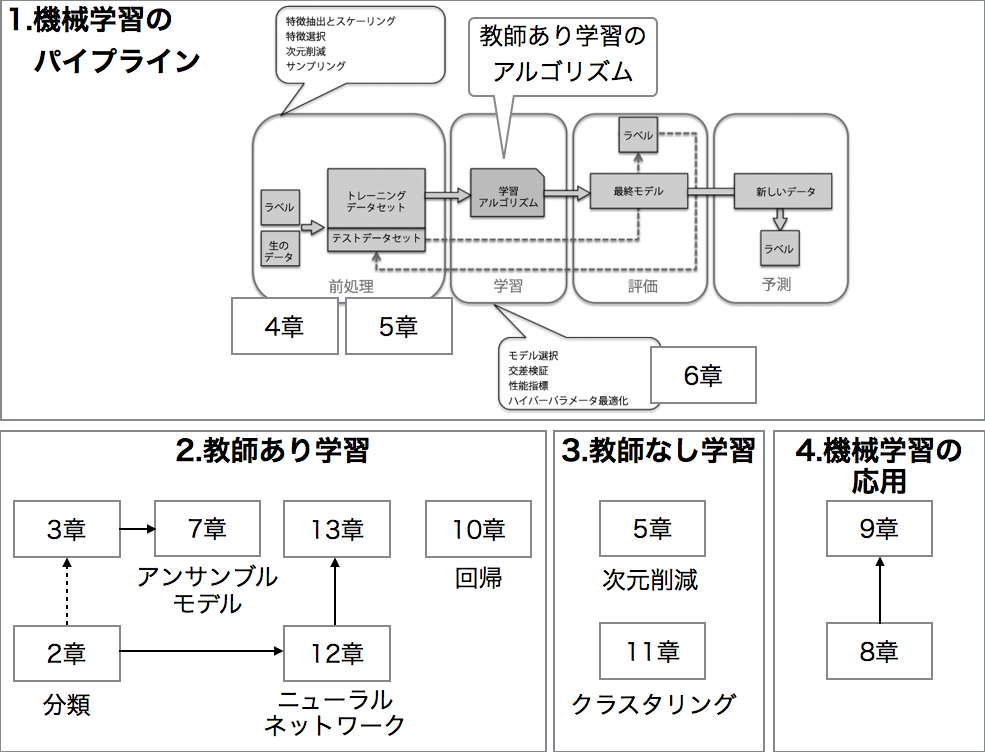 1.機械学習の
パイプライン
特徴抽出とスケーリング
特徴選択
次元削減
サンプリング
教師あり学習の
アルゴリズム
ラベル
生の
データ
トレーニング
データセット
テストデータセット
学習
アルゴリズム
ラベル
最終モデル
新しいデータ
ラベル
前処理
学習
評価
予測
4章
5章
モデル選択
交差検証
性能指標
ハイパーパラメータ最適化
6章
2.教師あり学習
3章
7章
13章
10章
アンサンブル
モデル
回帰
2章
12章
分類
ニューラル
ネットワーク
3.教師なし学習
5章
次元削減
11章
クラスタリング
4.機械学習の
応用
9章
8章